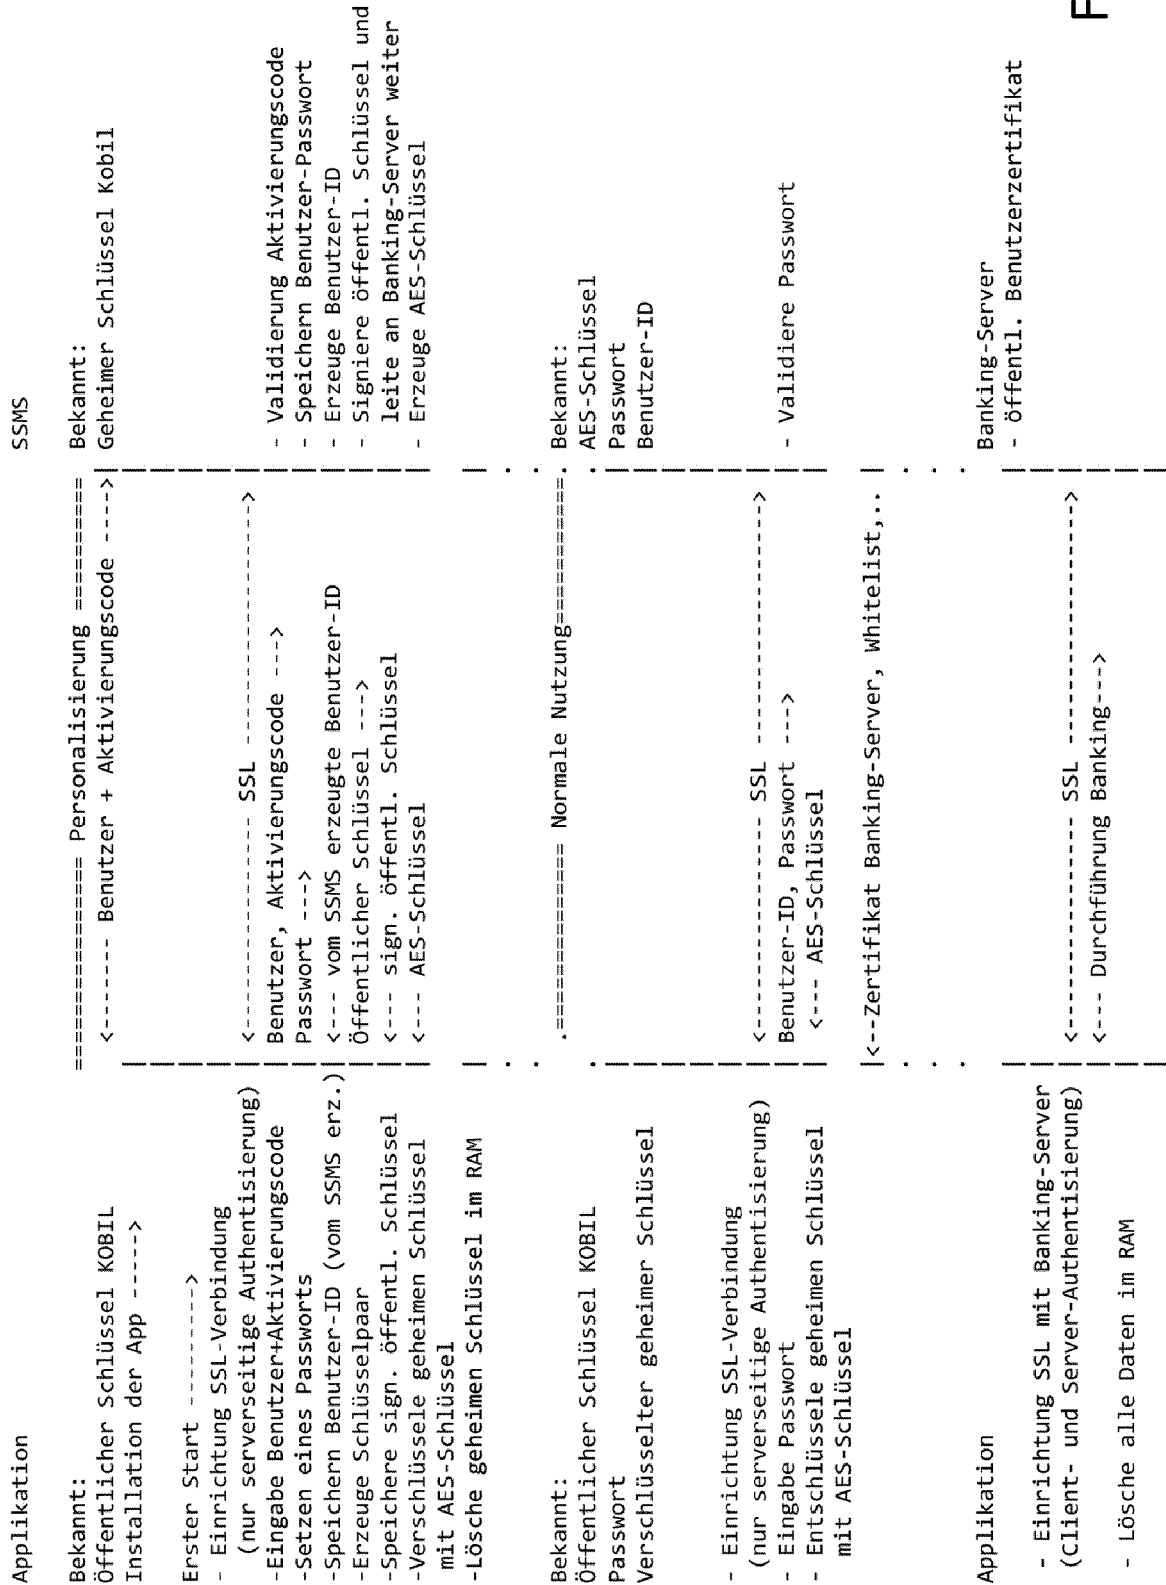 Applikation
SSMS
Bekannt:
============= Personalisierung ===========
Bekannt:
Öffentlicher Schlüssel KOBIL
<------- Benutzer + Aktivierungscode ---->
Geheimer Schlüssel Kobil
Installation der App ----->
Erster Start --------->
- Einrichtung SSL-Verbindung
(nur serverseitige Authentisierung)
<-------------- SSL ------------------>
-Eingabe Benutzer+Aktivierungscode
Benutzer, Aktivierungscode --->
- Validierung Aktivierungscode
-Setzen eines Passworts
Passwort --->
- Speichern Benutzer-Passwort
-Speichern Benutzer-ID (vom SSMS erz.)
<--- vom SSMS erzeugte Benutzer-ID
- Erzeuge Benutzer-ID
-Erzeuge Schlüsselpaar
Öffentlicher Schlüssel --->
- Signiere öffentl. Schlüssel und
-Speichere sign. öffentl. Schlüssel
<--- sign. öffentl. Schlüssel
leite an Banking-Server weiter
-Verschlüssele geheimen Schlüssel
<--- AES-Schlüssel
- Erzeuge AES-Schlüssel
mit AES-Schlüssel
-Lösche geheimen Schlüssel im RAM
Bekannt:
.============= Normale Nutzung============.
Bekannt:
Öffentlicher Schlüssel KOBIL
AES-Schlüssel
Passwort
Passwort
Verschlüsselter geheimer Schlüssel
Benutzer-ID
- Einrichtung SSL-Verbindung
(nur serverseitige Authentisierung)
<-------------- SSL ------------------>
- Eingabe Passwort
Benutzer-ID, Passwort --->
- Validiere Passwort
- Entschlüssele geheimen Schlüssel
<--- AES-Schlüssel
mit AES-Schlüssel
<--Zertifikat Banking-Server, Whitelist,..
Applikation
Banking-Server
- öffentl. Benutzerzertifikat
- Einrichtung SSL mit Banking-Server
(Client- und Server-Authentisierung)
<-------------- SSL ------------------>
<--- Durchführung Banking--->
- Lösche alle Daten im RAM
F